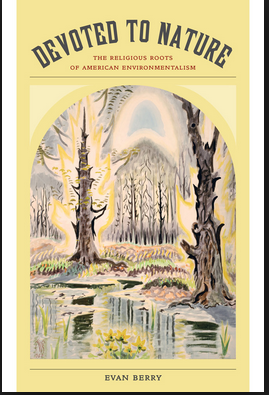 DEVOTED TO NATURE
THE RELIGIOUS ROOTS
OF AMERICAN ENVIRONMENTALISM
EVAN BERRY